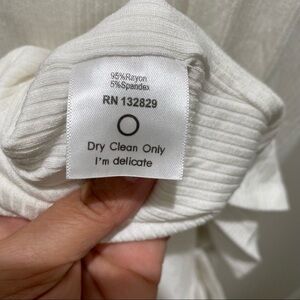 95%Rayon
5%Spandex
RN 132829
Dry Clean Only
I'm delicate